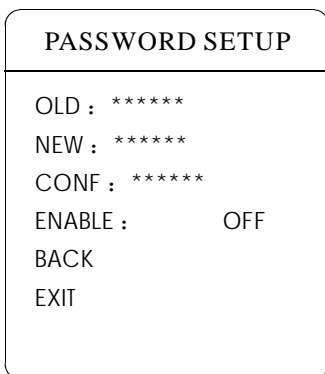 PASSWORD SETUP
OLD：******
NEW：******
CONF：******
ENABLE： OFF
BACK
EXIT